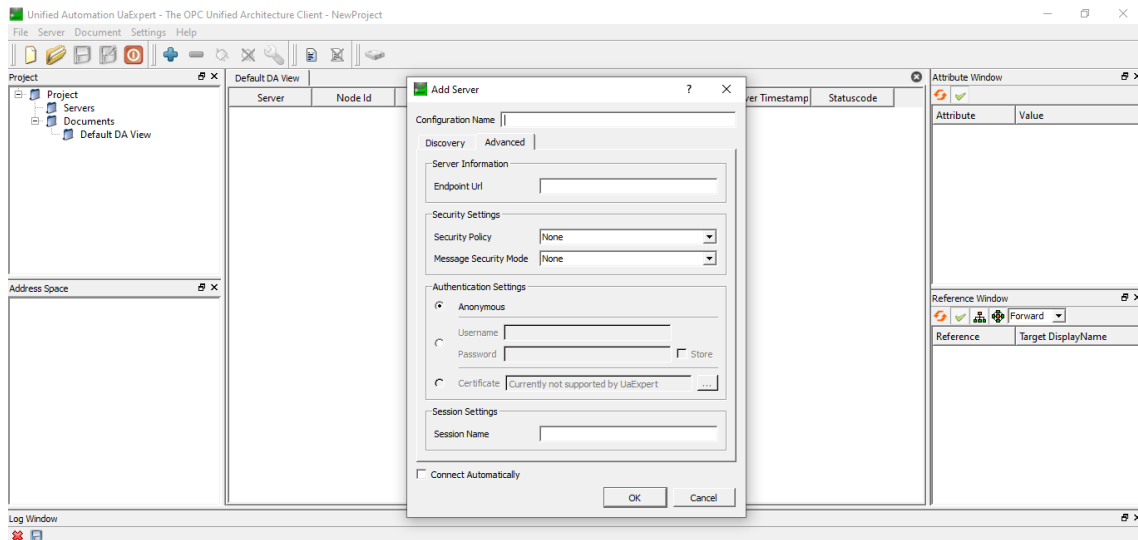 Unified Automation UaExpert - The OPC Unified Architecture Client - NewProject
File Server Document Settings Help
Project
Project
Servers
Documents
Default DA View
Address Space
Default DA View
Server Node Id
ver Timestamp Statuscode
Add Server
?
Configuration Name
Discovery Advanced
Server Information
Endpoint Url
Security Settings
Security Policy None
Message Security Mode None
Authentication Settings
Anonymous
Username
Password Store
Certificate Currently not supported by UaExpert ...
Session Settings
Session Name
Connect Automatically
OK Cancel
Attribute Window
Attribute Value
Reference Window
Forward
Reference Target DisplayName
Log Window